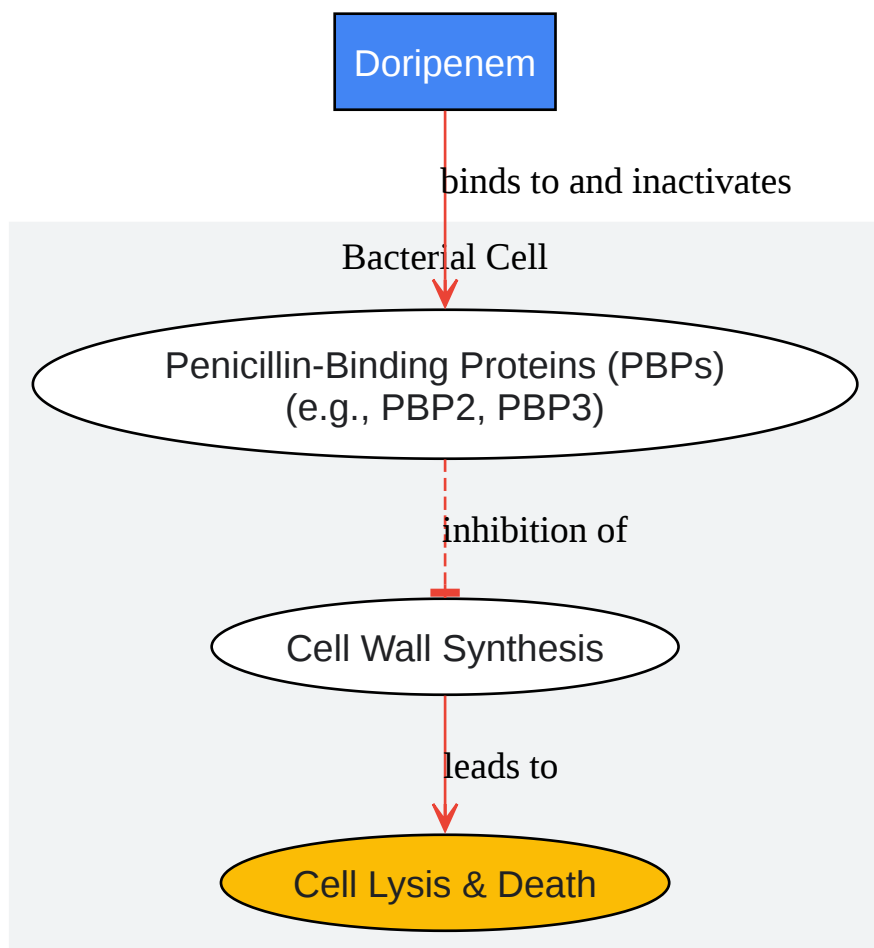 Doripenem
binds to and inactivates
Bacterial Cell
Penicillin-Binding Proteins (PBPs)
(e.g., PBP2, PBP3)
inhibition of
Cell Wall Synthesis
leads to
Cell Lysis & Death